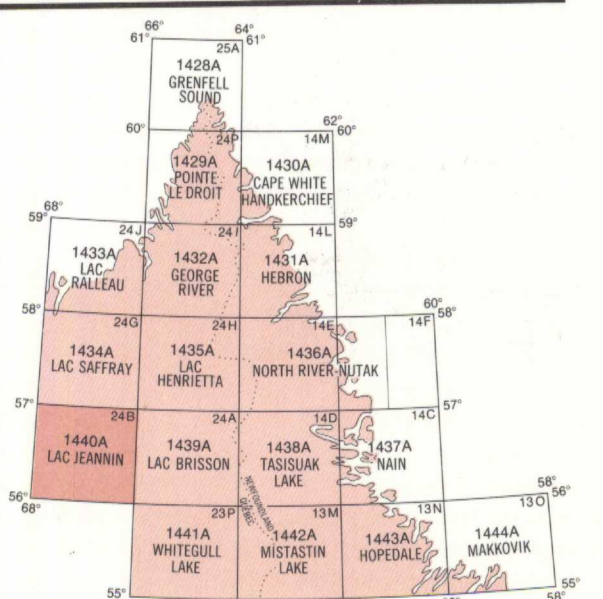 66° 64°
61° 25A 61°
1428A
GRENFELL
SOUND
62°
60° 24P 14M 60°
1429A
POINTE
LE DROIT
1430A
CAPE WHITE
HANDKERCHIEF
68°
59° 24J 24I 14L 59°
1433A
LAC
RALLEAU
1432A
GEORGE
RIVER
1431A
HEBRON
60°
58° 24G 24H 14E 14F 58°
1434A
LAC SAFFRAY
1435A
LAC
HENRIETTA
1436A
NORTH RIVER-NUTAK
57° 24B 24A 14D 14C 57°
1440A
LAC JEANNIN
1439A
LAC BRISSON
1438A
TASISUAK
LAKE
1437A
NAIN
58°
56° 23P 13M 13N 13O 56°
68°
NEWFOUNDLAND
QUÉBEC
1441A
WHITEGULL
LAKE
1442A
MISTASTIN
LAKE
1443A
HOPEDALE
1444A
MAKKOVIK
55° 58°